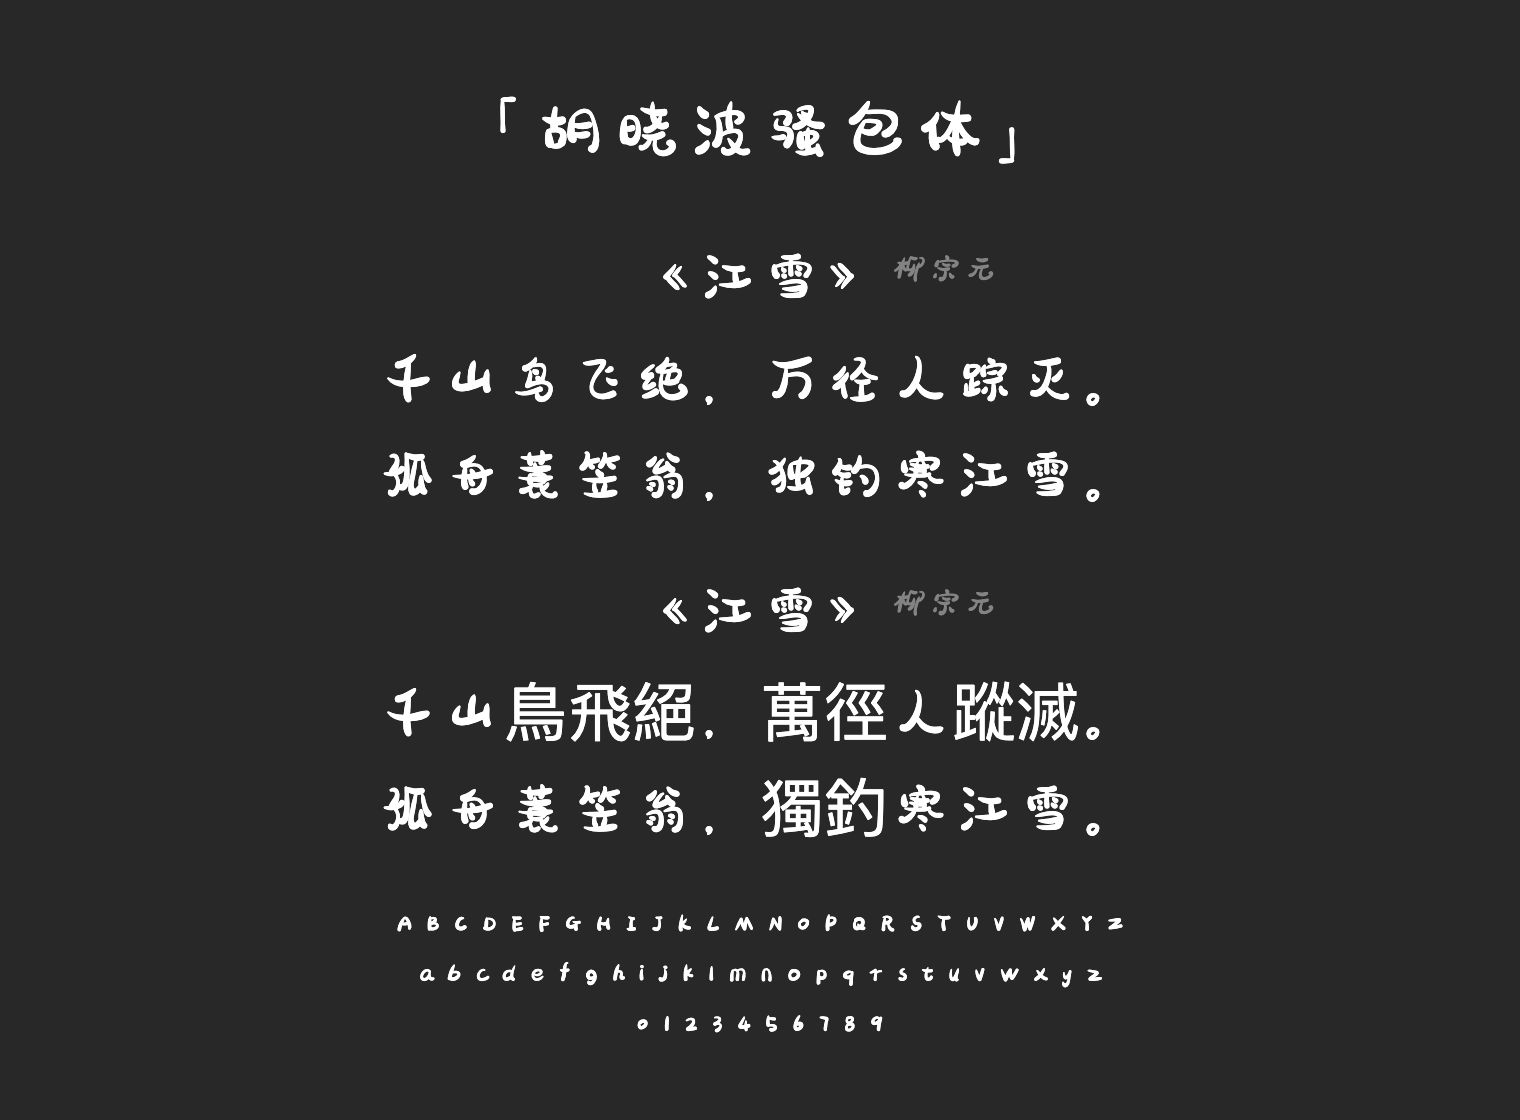 「胡晓波骚包体」
《江雪》 柳宗元
千山鸟飞绝，万径人踪灭。
孤舟蓑笠翁，独钓寒江雪。
《江雪》 柳宗元
千山鳥飛絕，萬徑人蹤滅。
孤舟蓑笠翁，獨釣寒江雪。
A B C D E F G H I J K L M N O P Q R S T U V W X Y Z
a b c d e f g h i j k l m n o p q r s t u v w x y z
0 1 2 3 4 5 6 7 8 9